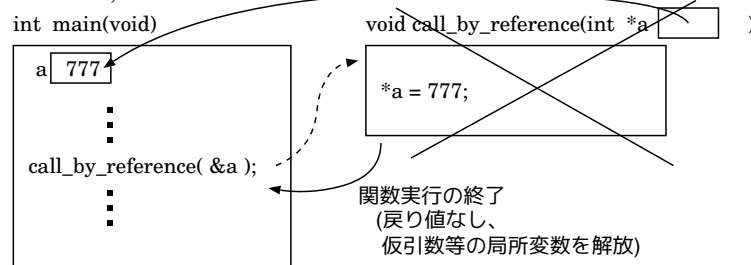 int main(void)
void call_by_reference(int *a )
a 777
*a = 777;
call_by_reference( &a );
関数実行の終了
(戻り値なし、
仮引数等の局所変数を解放)